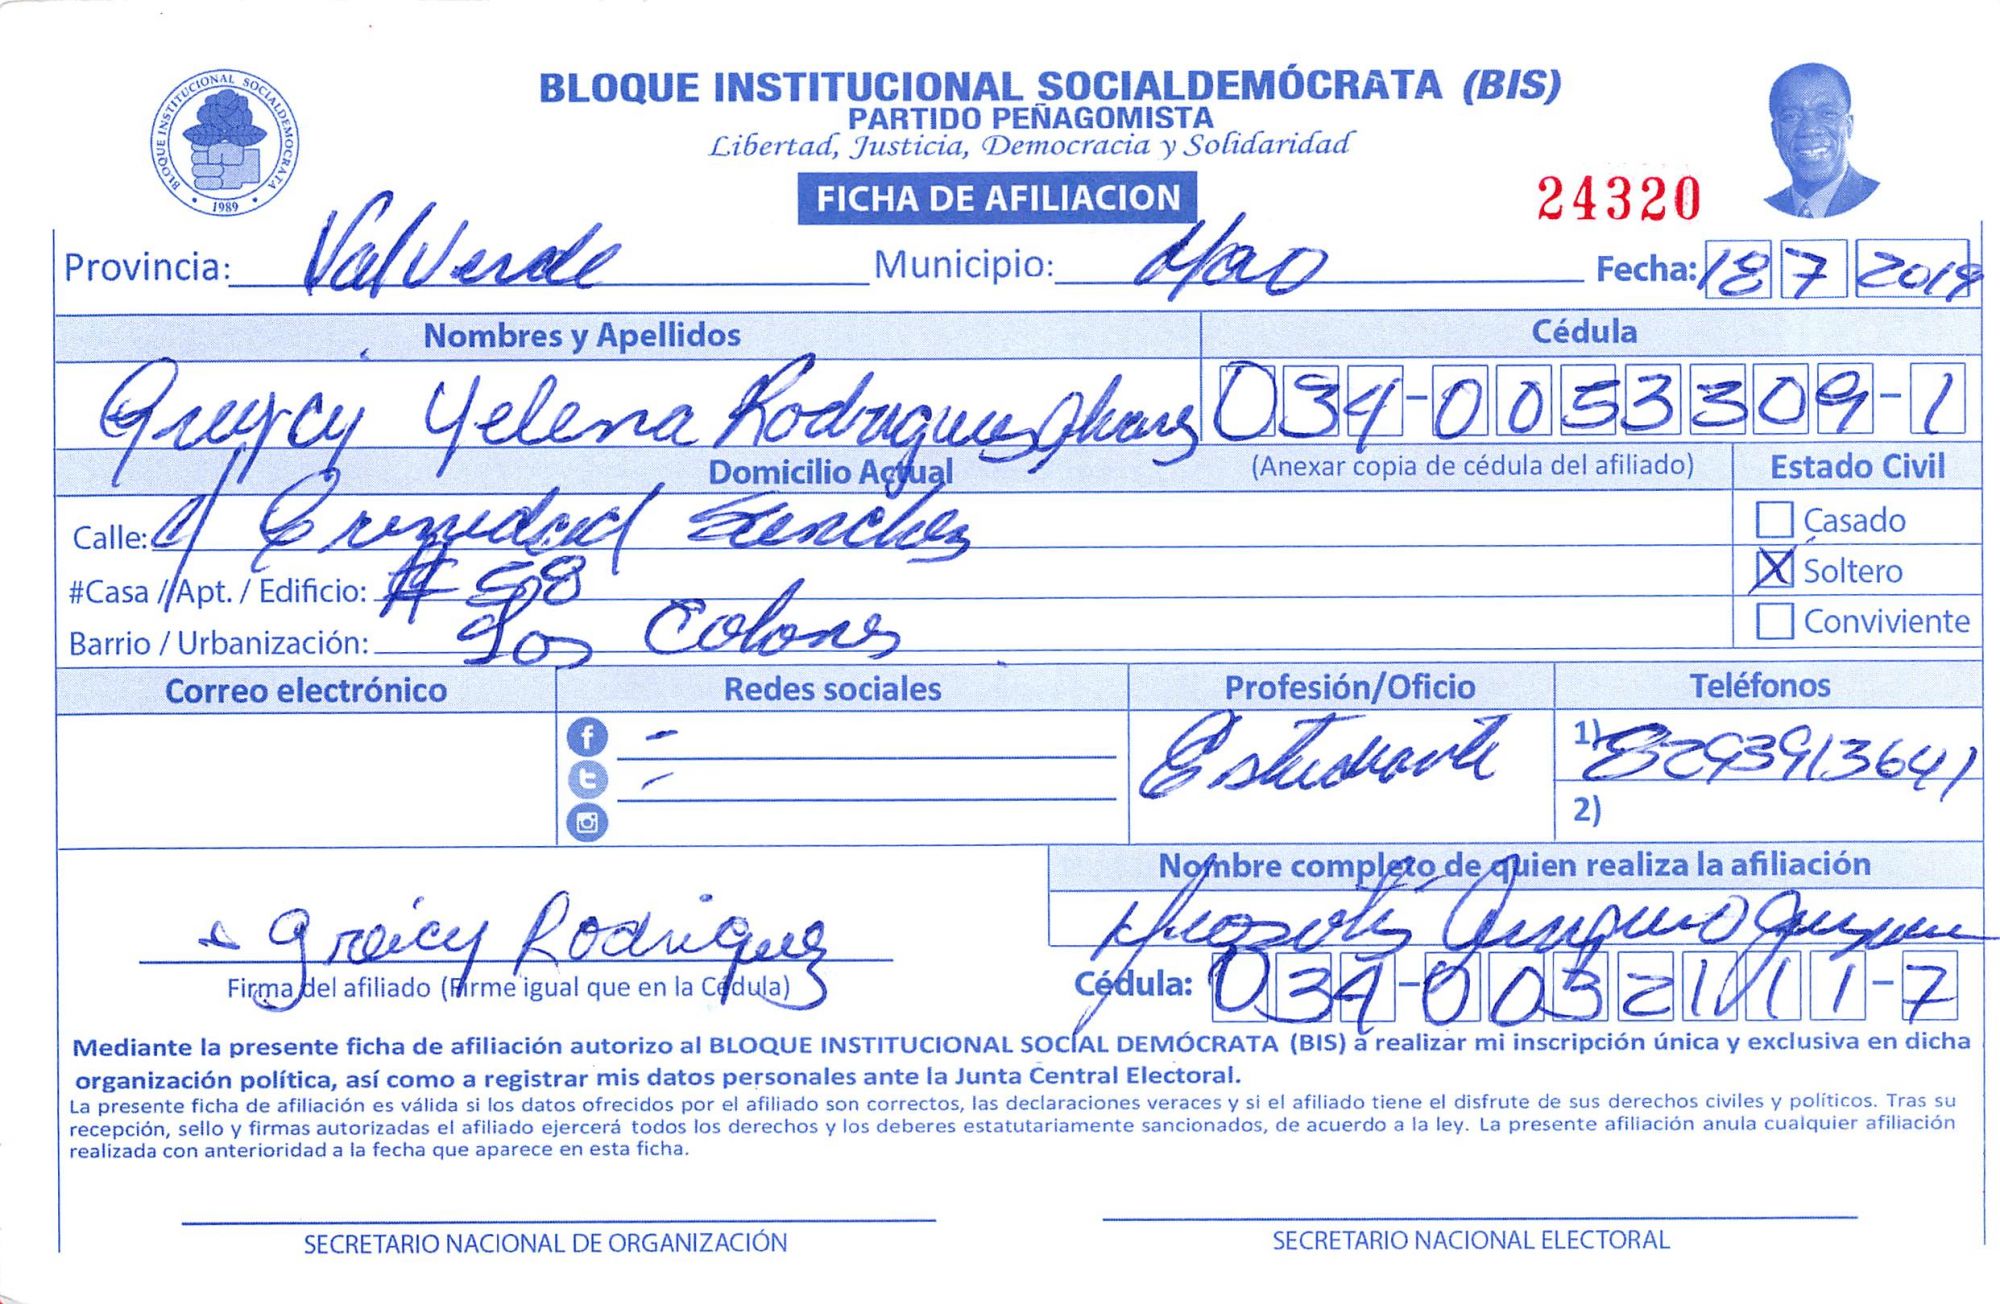 BLOQUE INSTITUCIONAL SOCIALDEMÓCRATA (BIS)
PARTIDO PEÑAGOMISTA
Libertad, Justicia, Democracia y Solidaridad
FICHA DE AFILIACION
24320
BLOQUE INSTITUCIONAL SOCIALDEMOCRATA
1989
Provincia: Valverde Municipio: Mao Fecha: 18 7 2019
Nombres y Apellidos Cédula
Yelena Rodriguez 034-0053309-1
Domicilio Actual (Anexar copia de cédula del afiliado) Estado Civil
Calle: Sanchez Casado
#Casa / Apt. / Edificio: # 58 X Soltero
Barrio / Urbanización: Los Colones Conviviente
Correo electrónico Redes sociales Profesión/Oficio Teléfonos
f - Estudiante 1) 8293913641
t - 2)
Nombre completo de quien realiza la afiliación
Greicy Rodriguez
Firma del afiliado (Firme igual que en la Cédula) Cédula: 034-0032111-7
Mediante la presente ficha de afiliación autorizo al BLOQUE INSTITUCIONAL SOCIAL DEMÓCRATA (BIS) a realizar mi inscripción única y exclusiva en dicha
organización política, así como a registrar mis datos personales ante la Junta Central Electoral.
La presente ficha de afiliación es válida si los datos ofrecidos por el afiliado son correctos, las declaraciones veraces y si el afiliado tiene el disfrute de sus derechos civiles y políticos. Tras su
recepción, sello y firmas autorizadas el afiliado ejercerá todos los derechos y los deberes estatutariamente sancionados, de acuerdo a la ley. La presente afiliación anula cualquier afiliación
realizada con anterioridad a la fecha que aparece en esta ficha.
SECRETARIO NACIONAL DE ORGANIZACIÓN SECRETARIO NACIONAL ELECTORAL